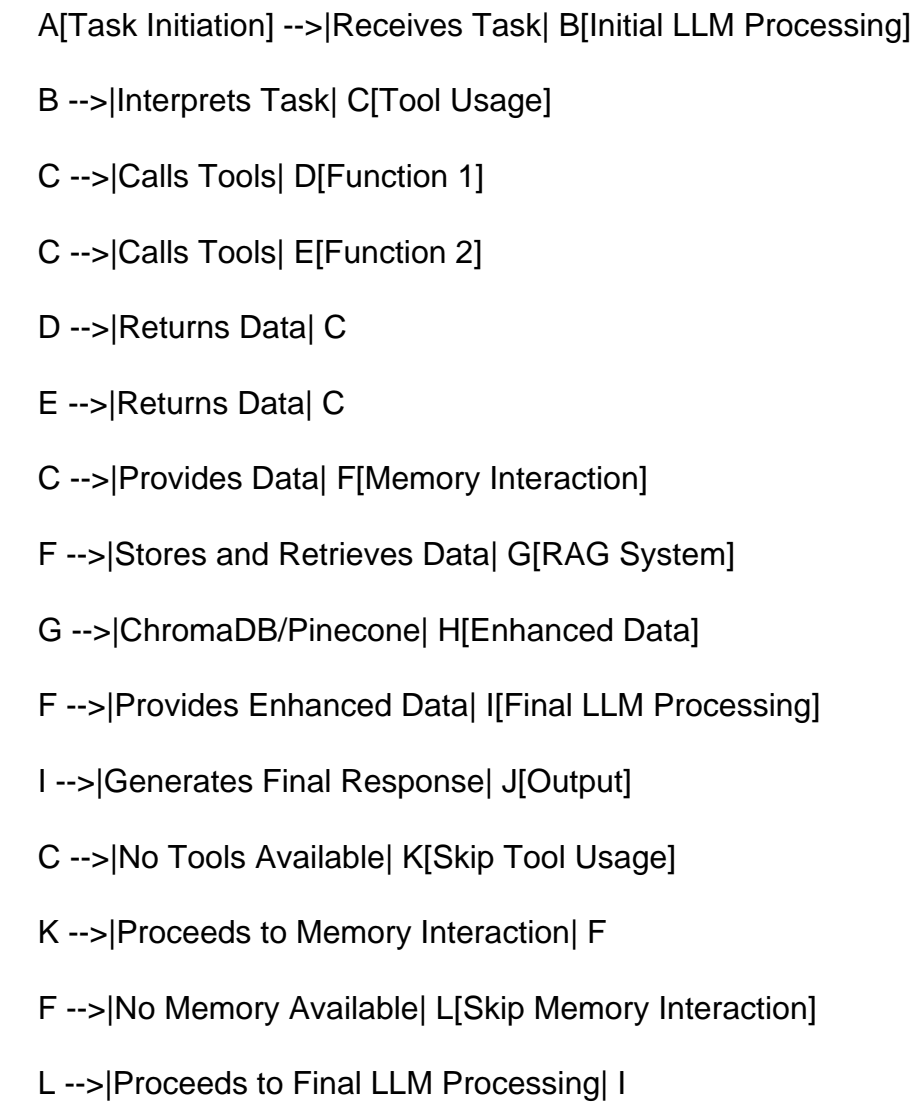 A[Task Initiation] -->|Receives Task| B[Initial LLM Processing]
B -->|Interprets Task| C[Tool Usage]
C -->|Calls Tools| D[Function 1]
C -->|Calls Tools| E[Function 2]
D -->|Returns Data| C
E -->|Returns Data| C
C -->|Provides Data| F[Memory Interaction]
F -->|Stores and Retrieves Data| G[RAG System]
G -->|ChromaDB/Pinecone| H[Enhanced Data]
F -->|Provides Enhanced Data| I[Final LLM Processing]
I -->|Generates Final Response| J[Output]
C -->|No Tools Available| K[Skip Tool Usage]
K -->|Proceeds to Memory Interaction| F
F -->|No Memory Available| L[Skip Memory Interaction]
L -->|Proceeds to Final LLM Processing| I